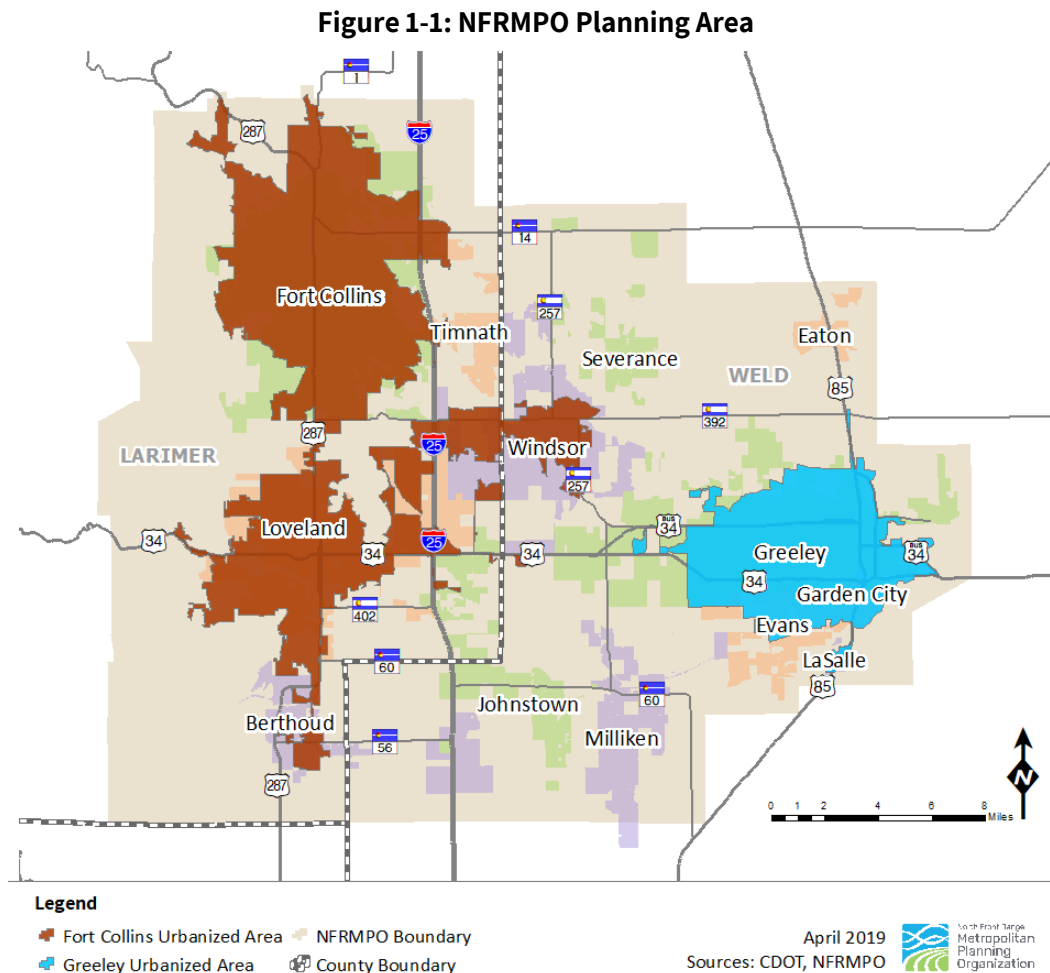 Figure 1-1: NFRMPO Planning Area
1
287
25
14
Fort Collins
257
Timnath
Eaton
Severance
WELD
85
392
287
25
LARIMER
Windsor
257
Loveland
34
34
25
34
BUS
34
Greeley
BUS
34
34
Garden City
402
Evans
60
LaSalle
85
60
Johnstown
Berthoud
Milliken
56
287
N
0 1 2 4 6 8
Miles
Legend
Fort Collins Urbanized Area
NFRMPO Boundary
Greeley Urbanized Area
County Boundary
April 2019
Sources: CDOT, NFRMPO
North Front Range
Metropolitan
Planning
Organization